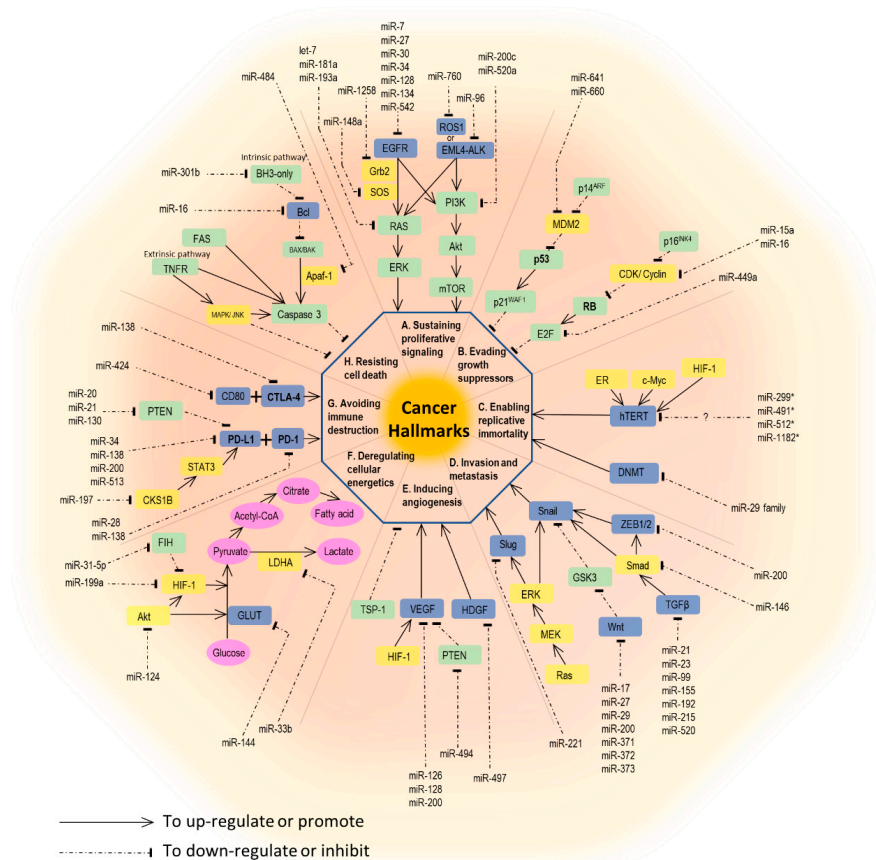 miR-7
miR-27
miR-30
miR-34
miR-128
miR-134
miR-542
let-7
miR-181a
miR-193a
miR-484
miR-1258
miR-148a
miR-200c
miR-520a
miR-760
miR-96
miR-641
miR-660
ROS1
or
EML4-ALK
EGFR
Grb2
SOS
RAS
ERK
PI3K
Akt
mTOR
Intrinsic pathway
miR-301b
BH3-only
miR-16
Bcl
BAX/BAK
FAS
Extrinsic pathway
TNFR
Apaf-1
MAPK/JNK
Caspase 3
p14ARF
MDM2
p53
p21WAF1
p16INK4
CDK/Cyclin
RB
E2F
miR-15a
miR-16
miR-449a
A. Sustaining
proliferative
signaling
B. Evading
growth
suppressors
C. Enabling
replicative
immortality
D. Invasion and
metastasis
E. Inducing
angiogenesis
F. Deregulating
cellular
energetics
G. Avoiding
immune
destruction
H. Resisting
cell death
Cancer
Hallmarks
miR-138
miR-424
CD80 + CTLA-4
miR-20
miR-21
miR-130
PTEN
miR-34
miR-138
miR-200
miR-513
PD-L1 + PD-1
STAT3
miR-197
CKS1B
miR-28
miR-138
ER
c-Myc
HIF-1
hTERT
?
miR-299*
miR-491*
miR-512*
miR-1182*
DNMT
miR-29 family
Citrate
Acetyl-CoA
Fatty acid
Pyruvate
Lactate
LDHA
miR-31-5p
FIH
miR-199a
HIF-1
Akt
GLUT
Glucose
miR-124
miR-144
miR-33b
TSP-1
VEGF
HDGF
HIF-1
PTEN
miR-494
miR-497
miR-126
miR-128
miR-200
Snail
Slug
ZEB1/2
Smad
GSK3
ERK
TGFβ
Wnt
MEK
Ras
miR-200
miR-146
miR-221
miR-17
miR-27
miR-29
miR-200
miR-371
miR-372
miR-373
miR-21
miR-23
miR-99
miR-155
miR-192
miR-215
miR-520
To up-regulate or promote
To down-regulate or inhibit